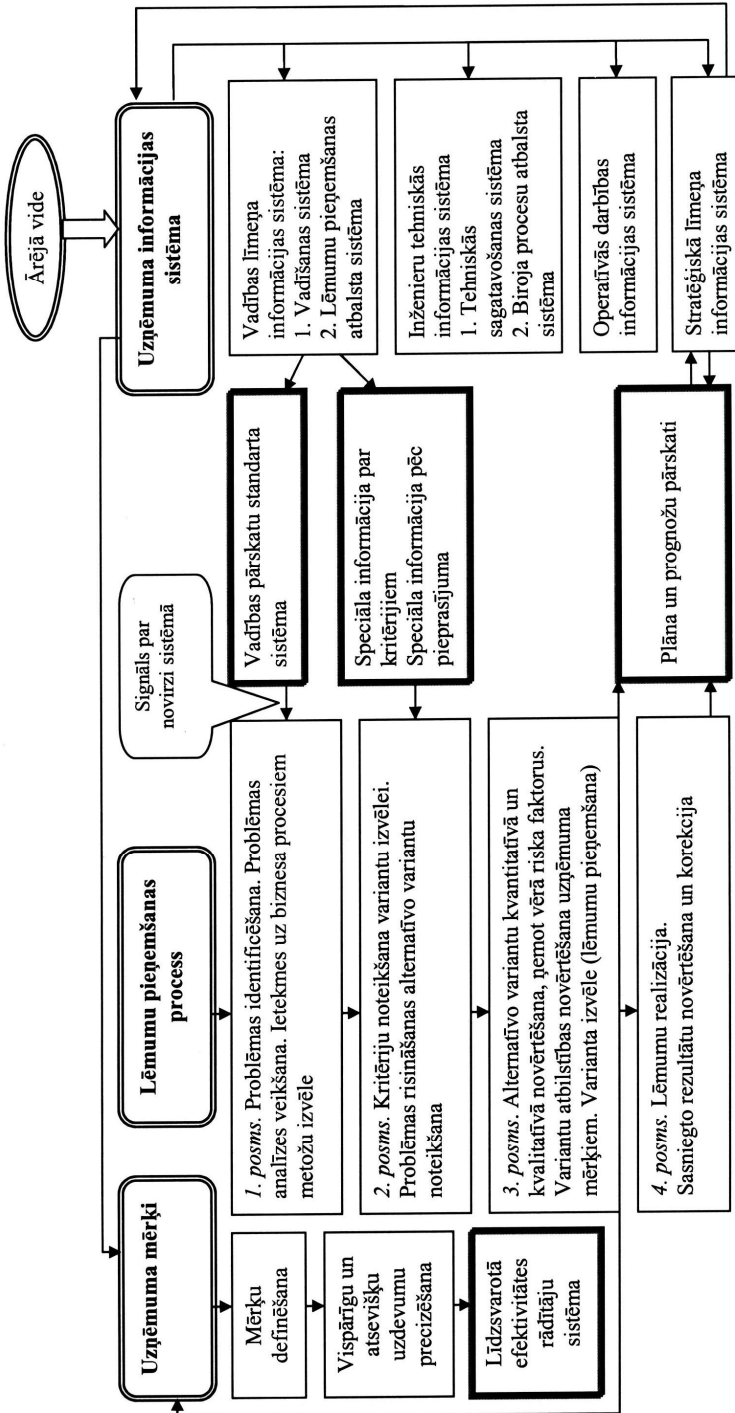 Ārējā vide
Uzņēmuma mērķi
Lēmumu pieņemšanas
process
Uzņēmuma informācijas
sistēma
Signāls par
novirzi sistēmā
Mērķu
definēšana
Vispārīgu un
atsevišķu
uzdevumu
precizēšana
Līdzsvarotā
efektivitātes
rādītāju
sistēma
1. posms. Problēmas identificēšana. Problēmas
analīzes veikšana. Ietekmes uz biznesa procesiem
metožu izvēle
2. posms. Kritēriju noteikšana variantu izvēlei.
Problēmas risināšanas alternatīvo variantu
noteikšana
3. posms. Alternatīvo variantu kvantitatīvā un
kvalitatīvā novērtēšana, ņemot vērā riska faktorus.
Variantu atbilstības novērtēšana uzņēmuma
mērķiem. Varianta izvēle (lēmumu pieņemšana)
4. posms. Lēmumu realizācija.
Sasniegto rezultātu novērtēšana un korekcija
Vadības pārskatu standarta
sistēma
Speciāla informācija par
kritērijiem
Speciāla informācija pēc
pieprasījuma
Plāna un prognožu pārskati
Vadības līmeņa
informācijas sistēma:
1. Vadīšanas sistēma
2. Lēmumu pieņemšanas
atbalsta sistēma
Inženieru tehniskās
informācijas sistēma
1. Tehniskās
sagatavošanas sistēma
2. Biroja procesu atbalsta
sistēma
Operatīvās darbības
informācijas sistēma
Stratēģiskā līmeņa
informācijas sistēma